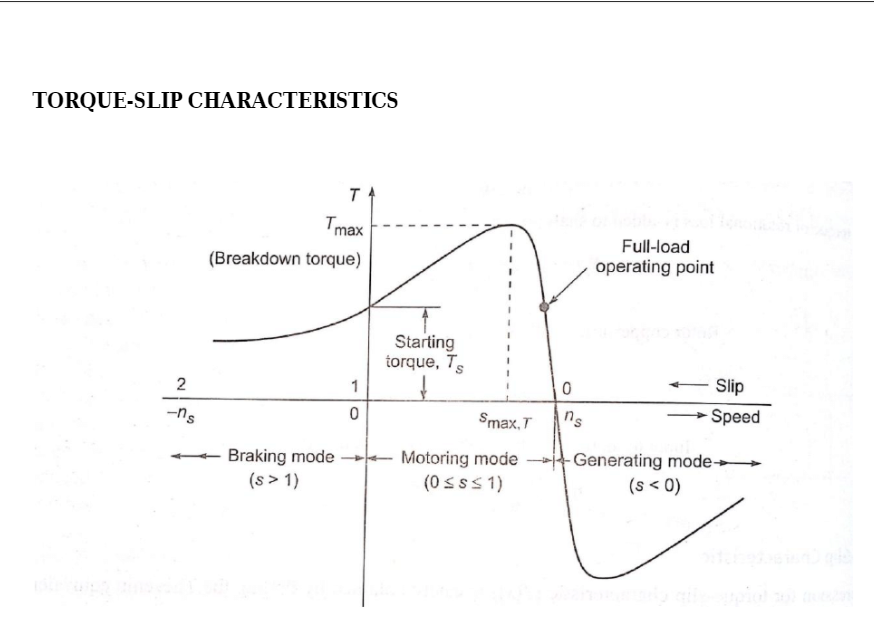 TORQUE-SLIP CHARACTERISTICS
T
Tmax
(Breakdown torque)
Full-load
operating point
Starting
torque, Ts
2
1
0
Slip
-ns
0
smax,T
ns
Speed
Braking mode
Motoring mode
Generating mode
(s > 1)
(0 ≤ s ≤ 1)
(s < 0)